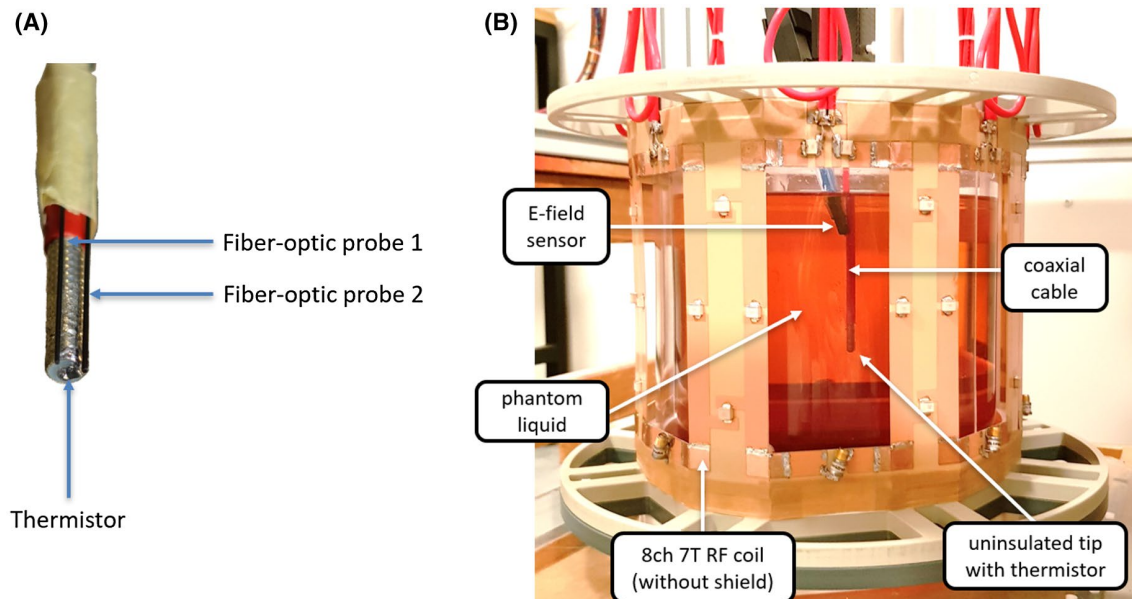 (A)
Fiber-optic probe 1
Fiber-optic probe 2
Thermistor
(B)
E-field
sensor
coaxial
cable
phantom
liquid
8ch 7T RF coil
(without shield)
uninsulated tip
with thermistor